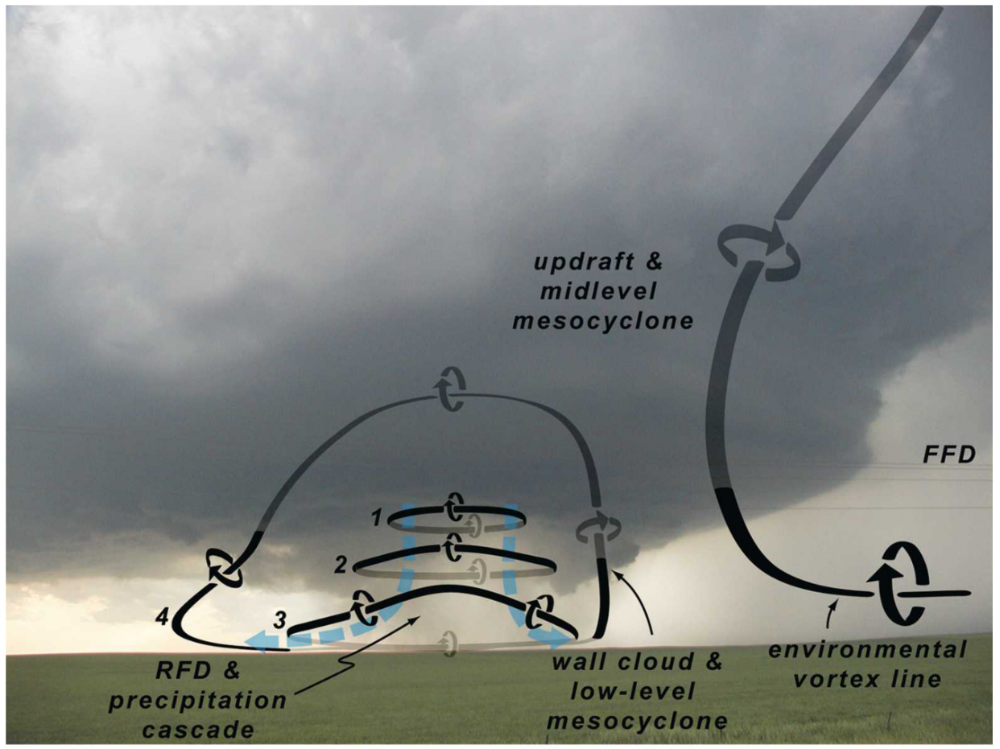 updraft &
midlevel
mesocyclone
FFD
1
2
3
4
RFD &
precipitation
cascade
wall cloud &
low-level
mesocyclone
environmental
vortex line